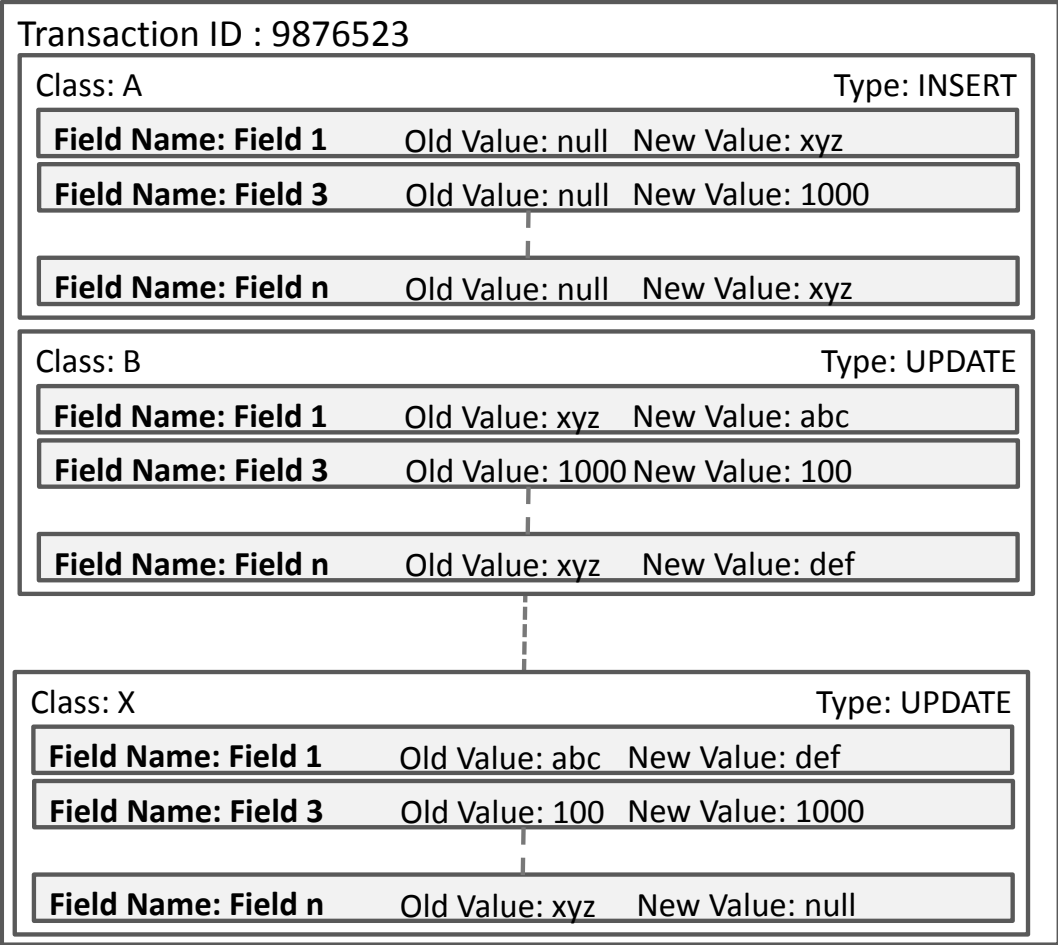 Transaction ID : 9876523
Class: A Type: INSERT
Field Name: Field 1 Old Value: null New Value: xyz
Field Name: Field 3 Old Value: null New Value: 1000
Field Name: Field n Old Value: null New Value: xyz
Class: B Type: UPDATE
Field Name: Field 1 Old Value: xyz New Value: abc
Field Name: Field 3 Old Value: 1000 New Value: 100
Field Name: Field n Old Value: xyz New Value: def
Class: X Type: UPDATE
Field Name: Field 1 Old Value: abc New Value: def
Field Name: Field 3 Old Value: 100 New Value: 1000
Field Name: Field n Old Value: xyz New Value: null